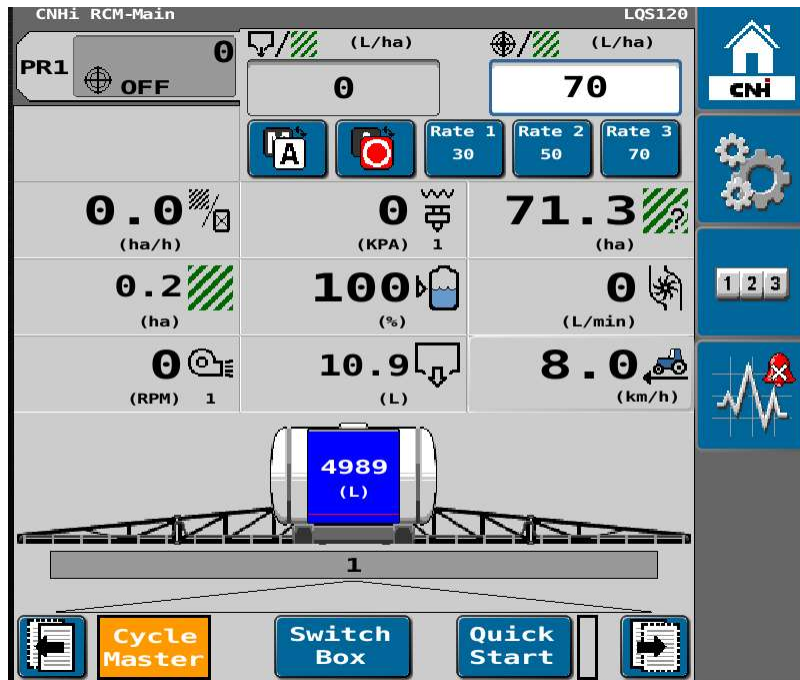 CNHi RCM-Main LQS120
PR1 0 OFF
(L/ha) (L/ha)
0 70
CNHi
A
Rate 1 30
Rate 2 50
Rate 3 70
0.0 (ha/h)
0 (KPA) 1
71.3 ? (ha)
1 2 3
0.2 (ha)
100 (%)
0 (L/min)
0 (RPM) 1
10.9 (L)
8.0 (km/h)
4989
(L)
1
Cycle Master
Switch Box
Quick Start